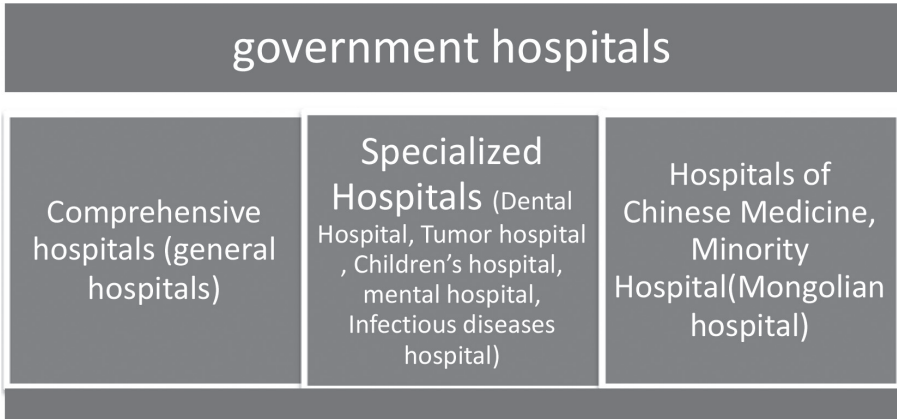 government hospitals
Comprehensive
hospitals (general
hospitals)
Specialized
Hospitals (Dental
Hospital, Tumor hospital
, Children’s hospital,
mental hospital,
Infectious diseases
hospital)
Hospitals of
Chinese Medicine,
Minority
Hospital(Mongolian
hospital)